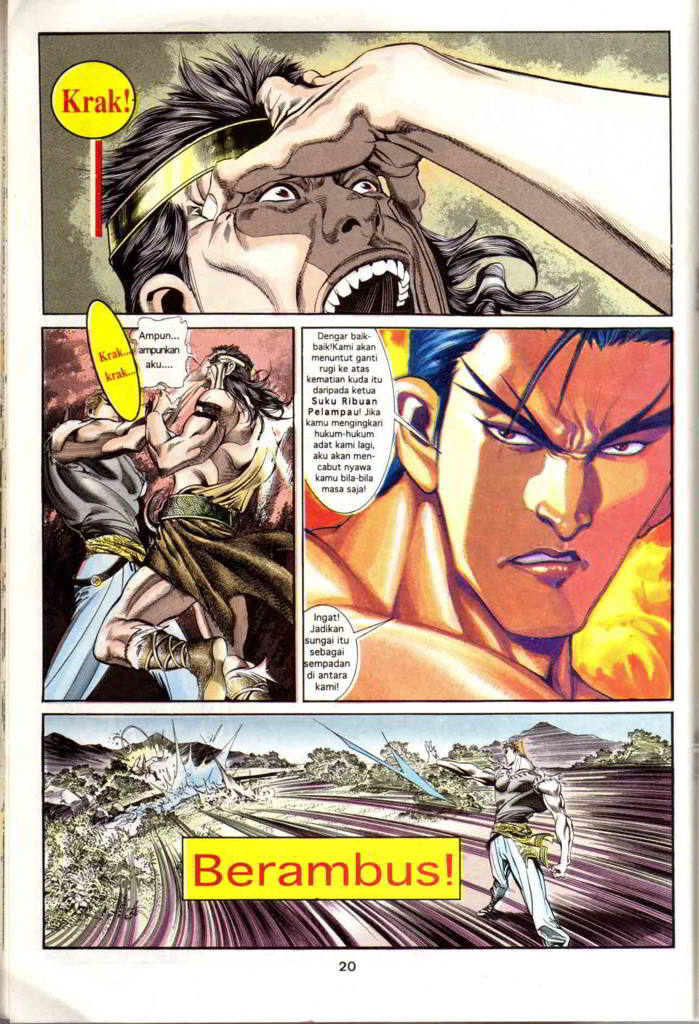 Krak!
Krak...
krak...
Ampun...
ampunkan
aku....
Dengar baik-
baik!Kami akan
menuntut ganti
rugi ke atas
kematian kuda itu
daripada ketua
Suku Ribuan
Pelampau! Jika
kamu mengingkari
hukum-hukum
adat kami lagi,
aku akan men-
cabut nyawa
kamu bila-bila
masa saja!
Ingat!
Jadikan
sungai itu
sebagai
sempadan
di antara
kami!
Berambus!
20